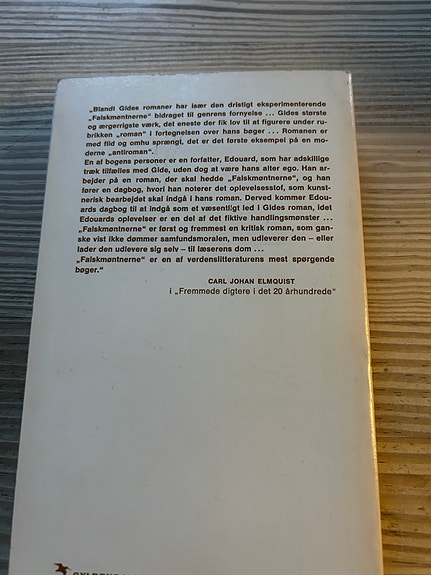 „Blandt Gides romaner har især den dristigt eksperimenterende
„Falskmøntnerne“ bidraget til genrens fornyelse ... Gides største
og ærgerrigste værk, det eneste der fik lov til at figurere under ru-
brikken „roman“ i fortegnelsen over hans bøger ... Romanen er
med flid og omhu sprængt, det er det første eksempel på en mo-
derne „antiroman“.
En af bogens personer er en forfatter, Edouard, som har adskillige
træk tilfælles med Gide, uden dog at være hans alter ego. Han ar-
bejder på en roman, der skal hedde „Falskmøntnerne“, og han
fører en dagbog, hvori han noterer det oplevelsesstof, som kunst-
nerisk bearbejdet skal indgå i hans roman. Derved kommer Edou-
ards dagbog til at indgå som et væsentligt led i Gides roman, idet
Edouards oplevelser er en del af det fiktive handlingsmønster ...
„Falskmøntnerne“ er først og fremmest en kritisk roman, som gan-
ske vist ikke dømmer samfundsmoralen, men udleverer den – eller
lader den udlevere sig selv – til læserens dom ...
„Falskmøntnerne“ er en af verdenslitteraturens mest spørgende
bøger.“
CARL JOHAN ELMQUIST
i „Fremmede digtere i det 20 århundrede“